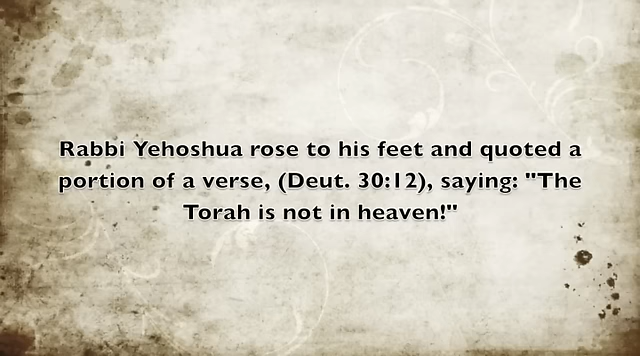 Rabbi Yehoshua rose to his feet and quoted a
portion of a verse, (Deut. 30:12), saying: "The
Torah is not in heaven!"